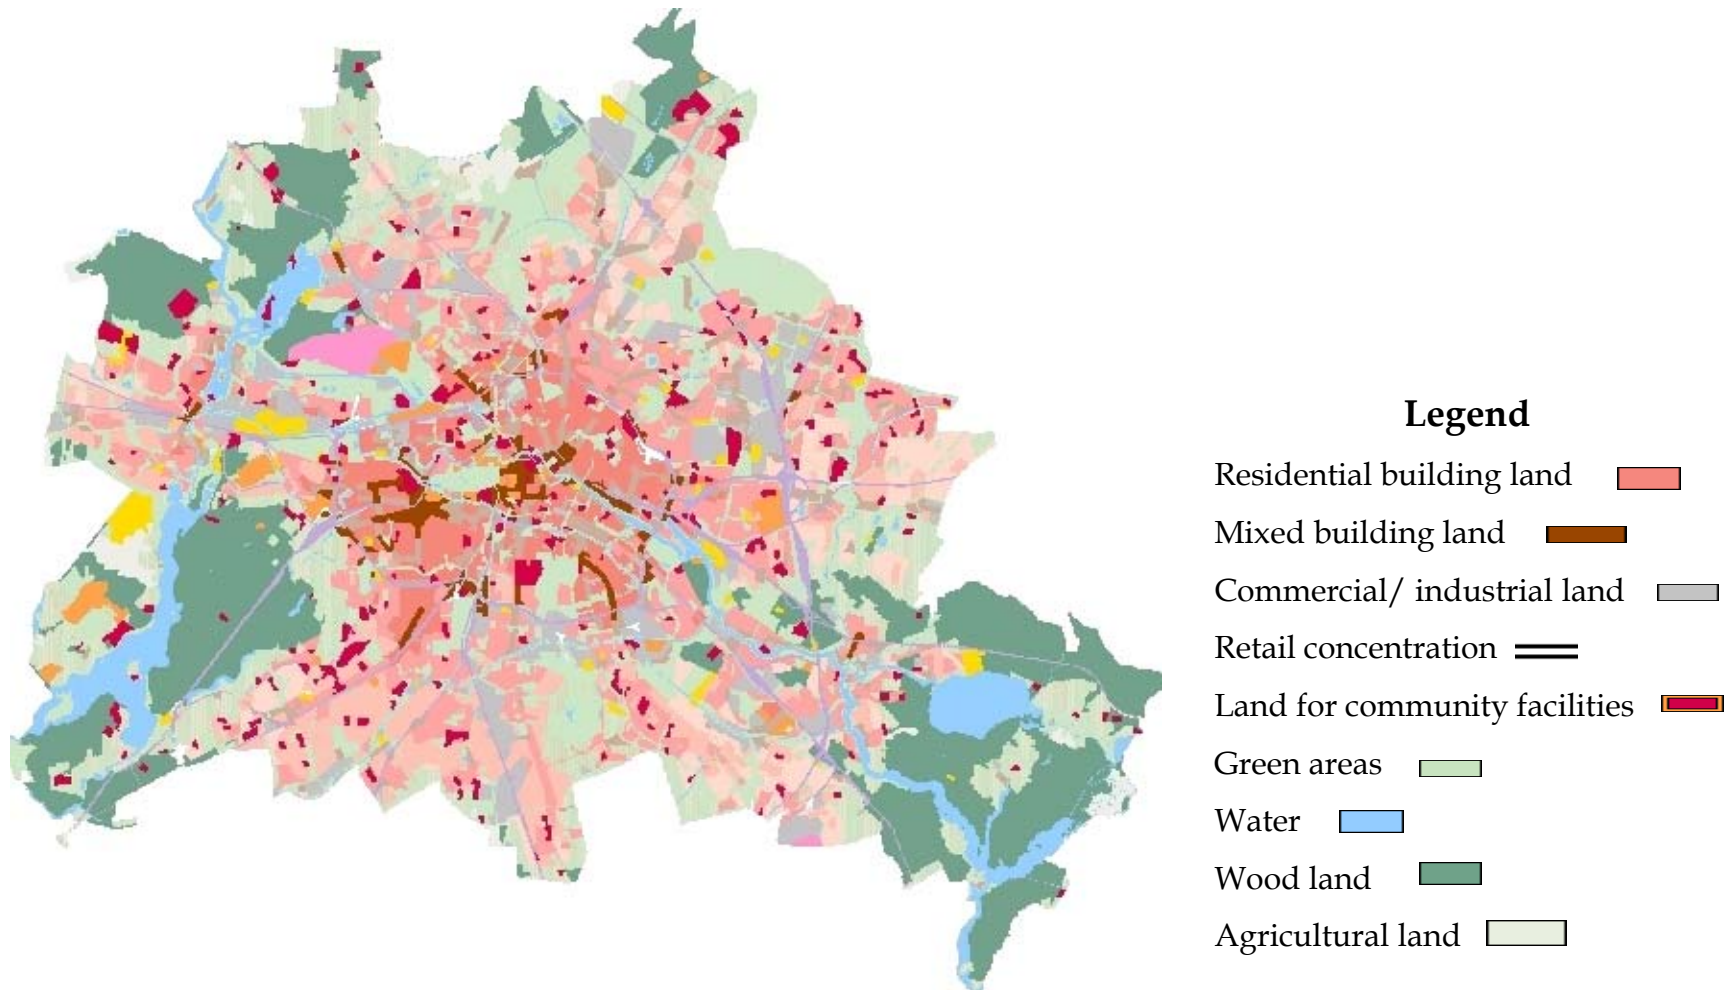 Legend
Residential building land
Mixed building land
Commercial/ industrial land
Retail concentration
Land for community facilities
Green areas
Water
Wood land
Agricultural land